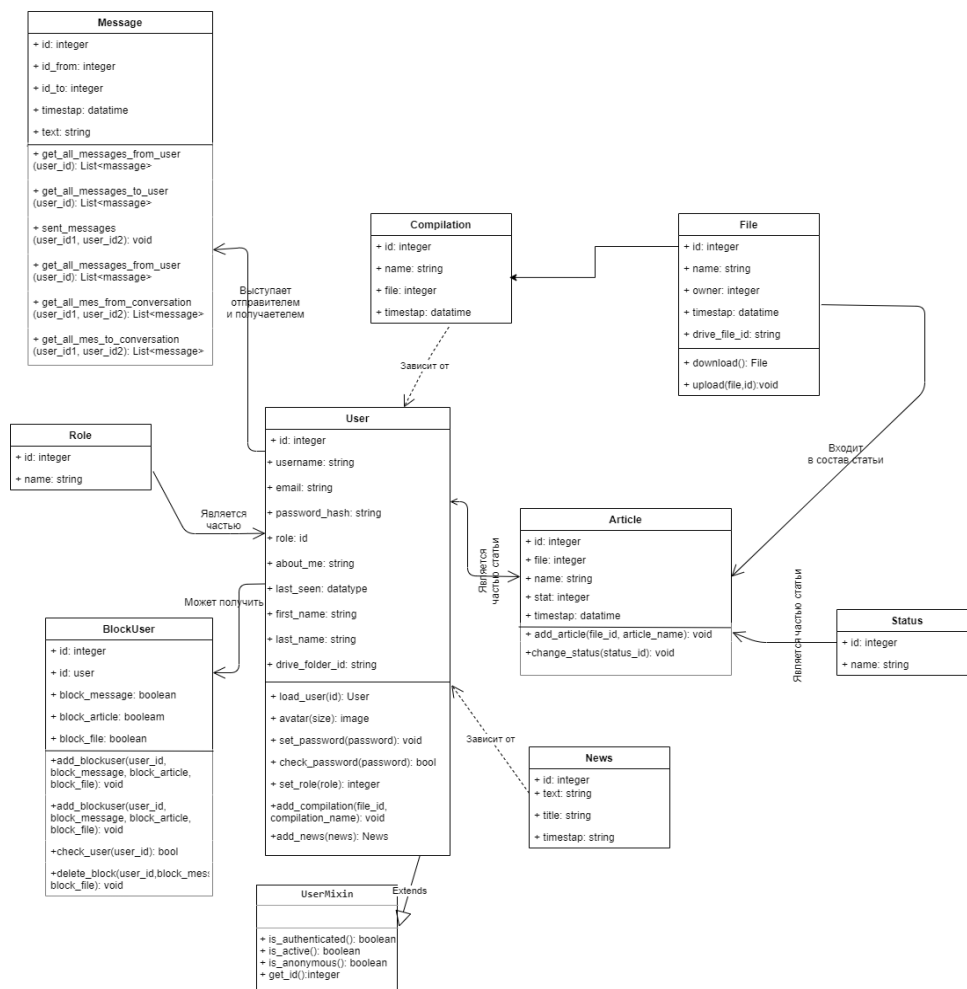 Message
+ id: integer
+ id_from: integer
+ id_to: integer
+ timestap: datatime
+ text: string
+ get_all_messages_from_user
(user_id): List<massage>
+ get_all_messages_to_user
(user_id): List<massage>
+ sent_messages
(user_id1, user_id2): void
+ get_all_messages_from_user
(user_id): List<massage>
+ get_all_mes_from_conversation
(user_id1, user_id2): List<message>
+ get_all_mes_to_conversation
(user_id1, user_id2): List<message>
Compilation
+ id: integer
+ name: string
+ file: integer
+ timestap: datatime
File
+ id: integer
+ name: string
+ owner: integer
+ timestap: datatime
+ drive_file_id: string
+ download(): File
+ upload(file,id):void
Выступает
отправителем
и получаетелем
Зависит от
Role
+ id: integer
+ name: string
Является
частью
User
+ id: integer
+ username: string
+ email: string
+ password_hash: string
+ role: id
+ about_me: string
+ last_seen: datatype
+ first_name: string
+ last_name: string
+ drive_folder_id: string
+ load_user(id): User
+ avatar(size): image
+ set_password(password): void
+ check_password(password): bool
+ set_role(role): integer
+add_compilation(file_id,
compilation_name): void
+add_news(news): News
Входит
в состав статьи
Является
частью статьи
Article
+ id: integer
+ file: integer
+ name: string
+ stat: integer
+ timestap: datatime
+ add_article(file_id, article_name): void
+change_status(status_id): void
Является частью статьи
Status
+ id: integer
+ name: string
Может получить
BlockUser
+ id: integer
+ id: user
+ block_message: boolean
+ block_article: booleam
+ block_file: boolean
+add_blockuser(user_id,
block_message, block_article,
block_file): void
+add_blockuser(user_id,
block_message, block_article,
block_file): void
+check_user(user_id): bool
+delete_block(user_id,block_mes
block_file): void
Зависит от
News
+ id: integer
+ text: string
+ title: string
+ timestap: string
Extends
UserMixin
+ is_authenticated(): boolean
+ is_active(): boolean
+ is_anonymous(): boolean
+ get_id():integer